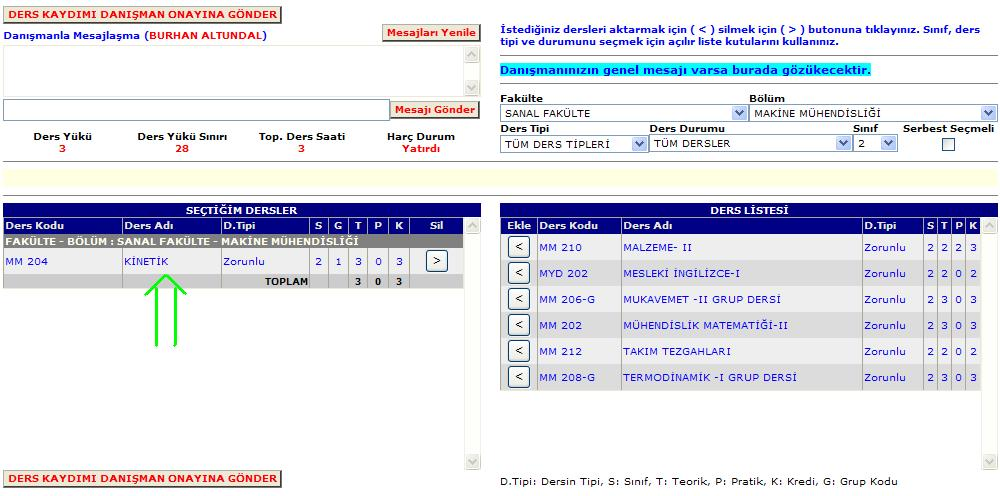 DERS KAYDIMI DANIŞMAN ONAYINA GÖNDER
Danışmanla Mesajlaşma (BURHAN ALTUNDAL)
Mesajları Yenile
Mesajı Gönder
Ders Yükü Ders Yükü Sınırı Top. Ders Saati Harç Durum
3 28 3 Yatırdı
İstediğiniz dersleri aktarmak için ( < ) silmek için ( > ) butonuna tıklayınız. Sınıf, ders
tipi ve durumunu seçmek için açılır liste kutularını kullanınız.
Danışmanınızın genel mesajı varsa burada gözükecektir.
Fakülte Bölüm
SANAL FAKÜLTE MAKİNE MÜHENDİSLİĞİ
Ders Tipi Ders Durumu Sınıf Serbest Seçmeli
TÜM DERS TİPLERİ TÜM DERSLER 2
SEÇTİĞİM DERSLER
Ders Kodu Ders Adı D.Tipi S G T P K Sil
FAKÜLTE - BÖLÜM : SANAL FAKÜLTE - MAKİNE MÜHENDİSLİĞİ
MM 204 KİNETİK Zorunlu 2 1 3 0 3 >
TOPLAM 3 0 3
DERS LİSTESİ
Ekle Ders Kodu Ders Adı D.Tipi S T P K
< MM 210 MALZEME- II Zorunlu 2 2 2 3
< MYD 202 MESLEKİ İNGİLİZCE-I Zorunlu 2 2 0 2
< MM 206-G MUKAVEMET -II GRUP DERSİ Zorunlu 2 3 0 3
< MM 202 MÜHENDİSLİK MATEMATİĞİ-II Zorunlu 2 3 0 3
< MM 212 TAKIM TEZGAHLARI Zorunlu 2 2 0 2
< MM 208-G TERMODİNAMİK -I GRUP DERSİ Zorunlu 2 3 0 3
DERS KAYDIMI DANIŞMAN ONAYINA GÖNDER
D.Tipi: Dersin Tipi, S: Sınıf, T: Teorik, P: Pratik, K: Kredi, G: Grup Kodu